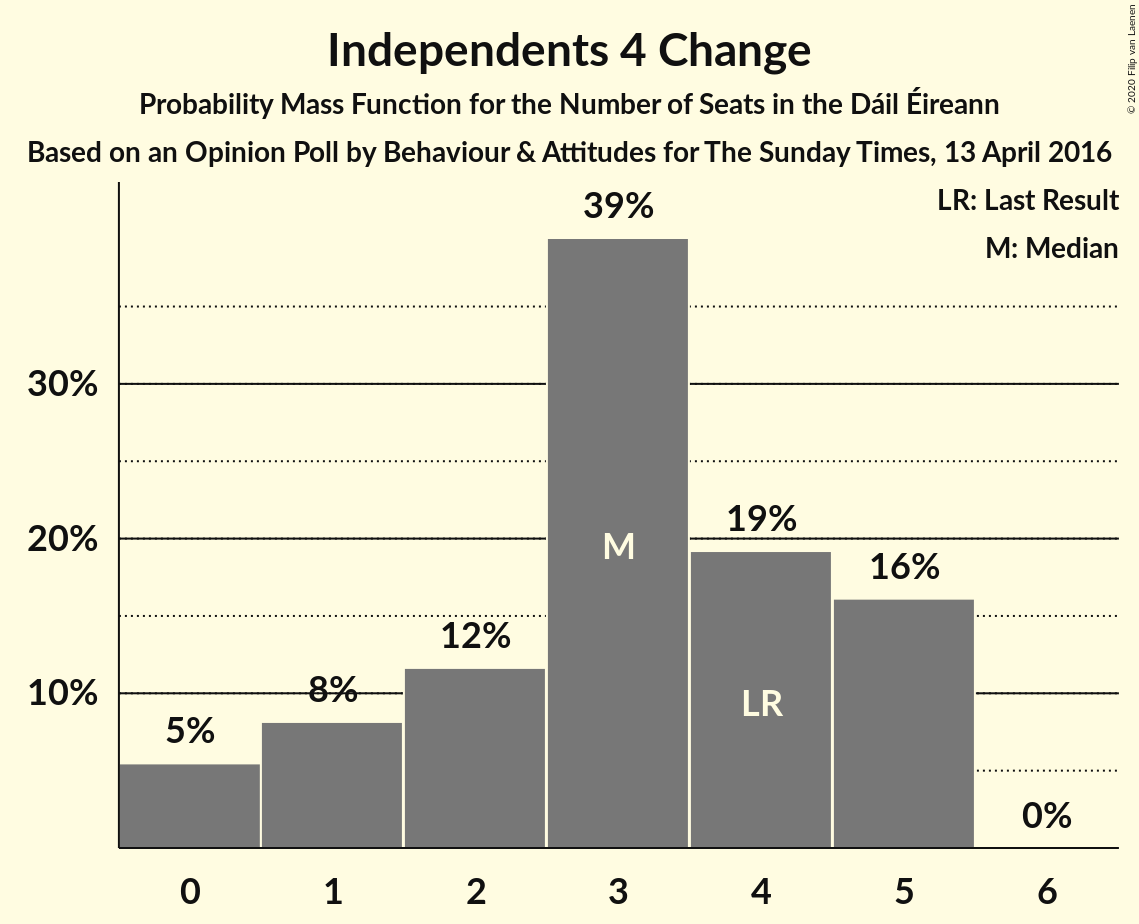 Independents 4 Change
Probability Mass Function for the Number of Seats in the Dáil Éireann
Based on an Opinion Poll by Behaviour & Attitudes for The Sunday Times, 13 April 2016
© 2020 Filip van Laenen
LR: Last Result
M: Median
39%
30%
M
19%
20%
16%
12%
10%
8%
LR
5%
0%
0 1 2 3 4 5 6